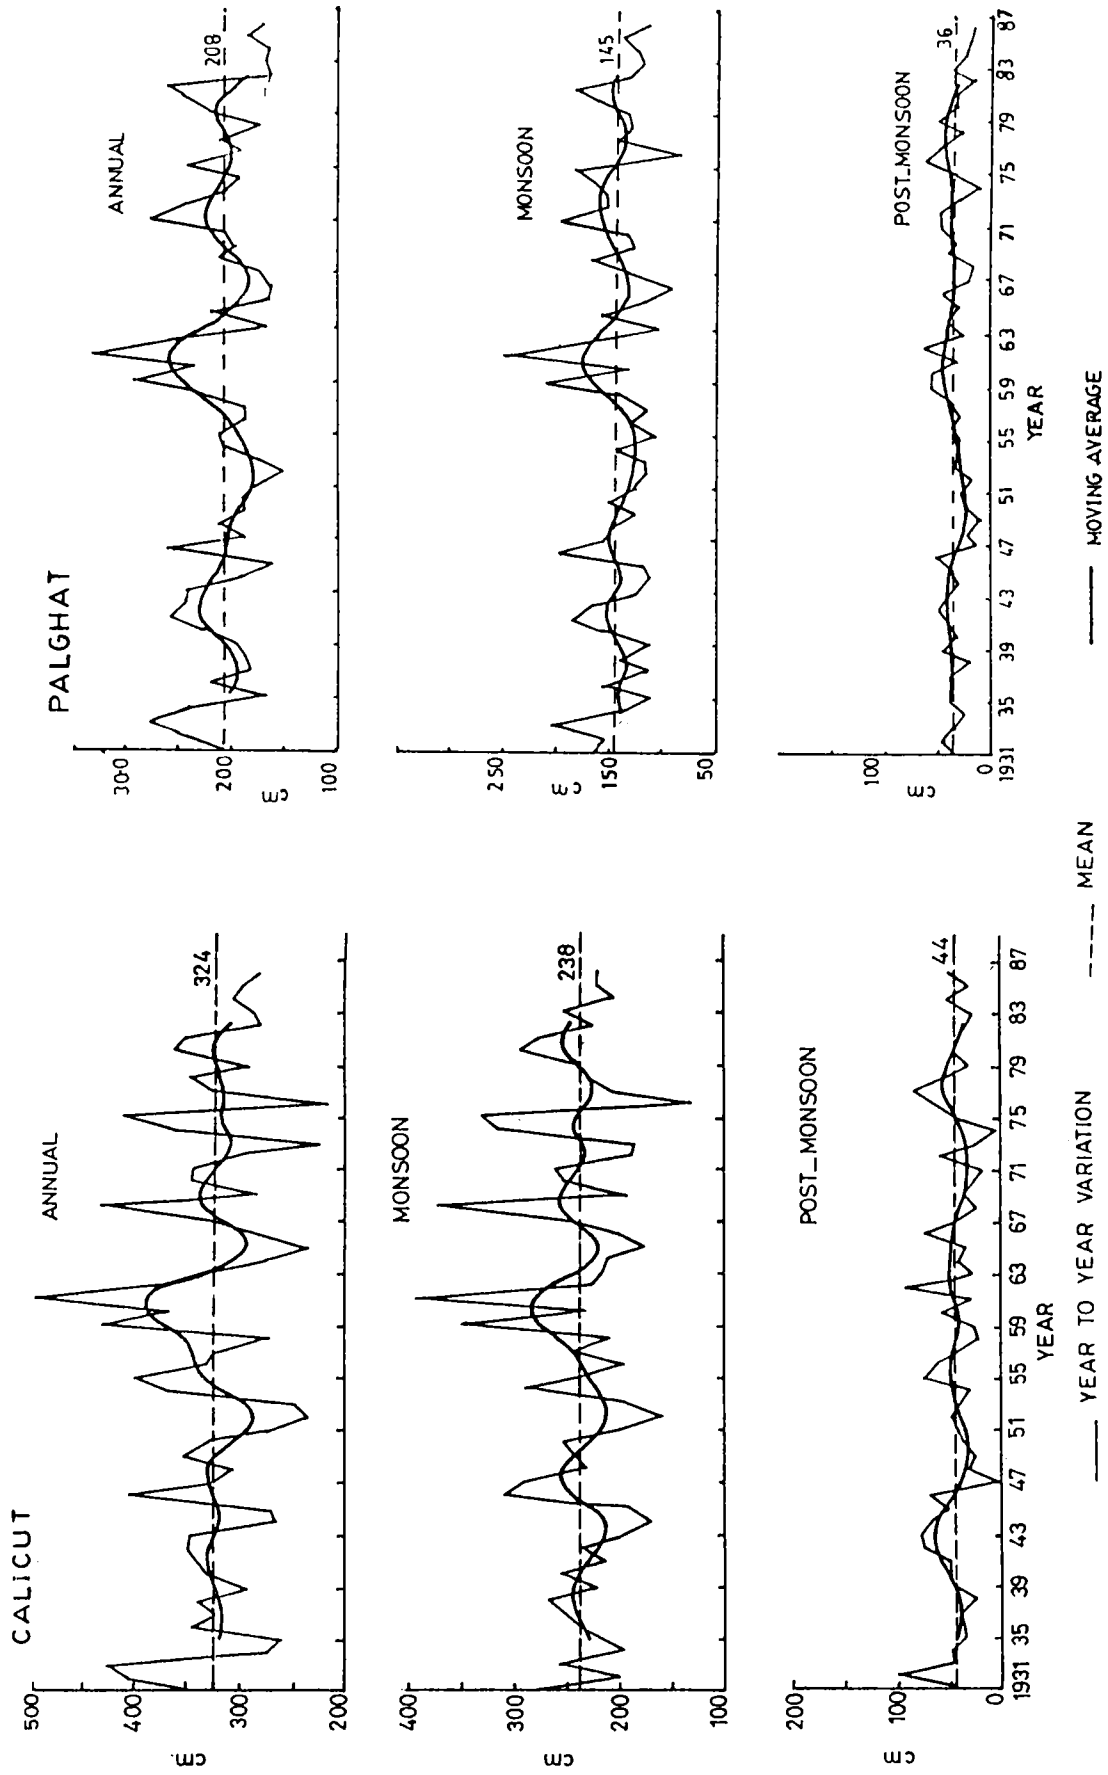 CALICUT
ANNUAL
500
400
300
200
cm
324
MONSOON
400
300
200
100
cm
238
POST_MONSOON
200
100
0
cm
44
1931 35 39 43 47 51 55 59 63 67 71 75 79 83 87
YEAR
PALGHAT
ANNUAL
300
200
100
cm
208
MONSOON
250
150
50
cm
145
POST_MONSOON
100
0
cm
36
1931 35 39 43 47 51 55 59 63 67 71 75 79 83 87
YEAR
YEAR TO YEAR VARIATION
MEAN
MOVING AVERAGE